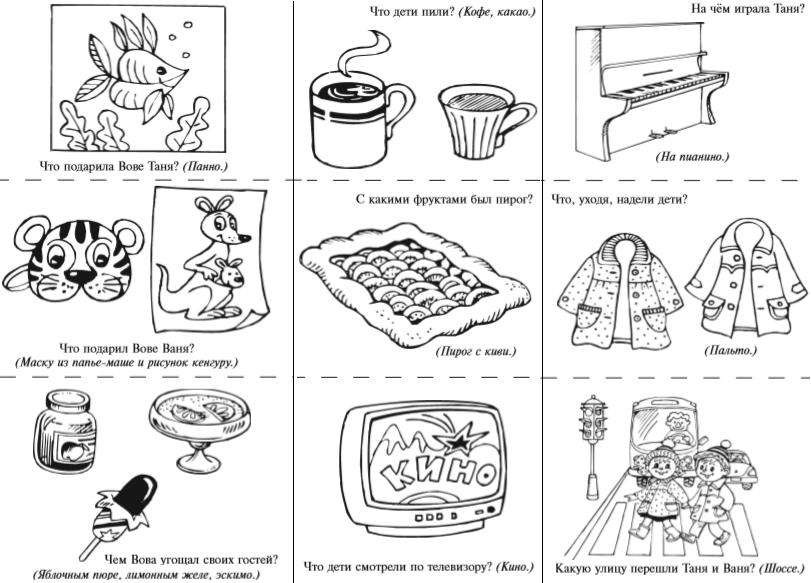 Что подарила Вове Таня? (Панно.)
Что дети пили? (Кофе, какао.)
На чём играла Таня?
(На пианино.)
Что подарил Вове Ваня?
(Маску из папье-маше и рисунок кенгуру.)
С какими фруктами был пирог?
(Пирог с киви.)
Что, уходя, надели дети?
(Пальто.)
Чем Вова угощал своих гостей?
(Яблочным пюре, лимонным желе, эскимо.)
КИНО
Что дети смотрели по телевизору? (Кино.)
Какую улицу перешли Таня и Ваня? (Шоссе.)